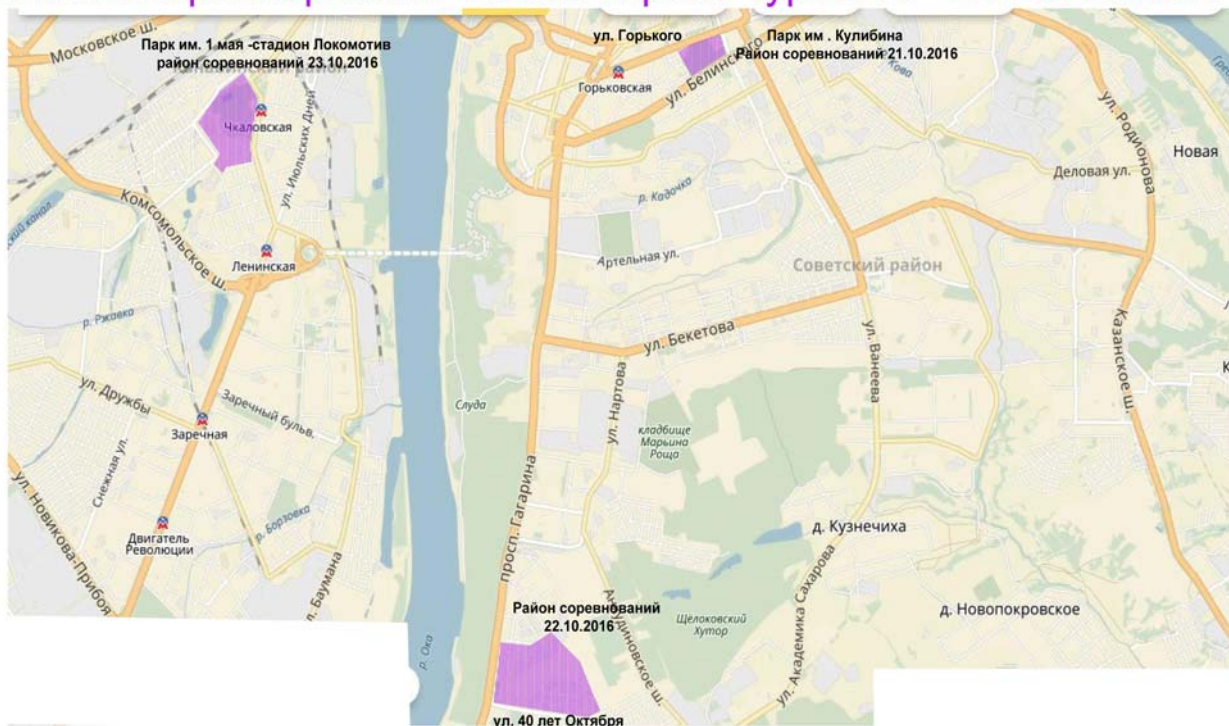 Московское ш.
Парк им. 1 мая -стадион Локомотив
район соревнований 23.10.2016
ул. Горького
Парк им . Кулибина
Район соревнований 21.10.2016
Горьковская
ул. Белинского
Чкаловская
ул. Июльских Дней
ул. Родионова
Новая
Деловая ул.
р. Кадочка
Комсомольское ш.
Ленинская
Артельная ул.
Советский район
р. Ржавка
ул. Бекетова
ул. Ванеева
Казанское ш.
ул. Дружбы
Заречный бульв.
Заречная
Слуда
ул. Нартова
кладбище
Марьина
Роща
Снежная ул.
ул. Новикова-Прибоя
просп. Гагарина
р. Борзовка
Двигатель
Революции
д. Кузнечиха
ул. Академика Сахарова
Район соревнований
22.10.2016
Щёлоковский
Хутор
д. Новопокровское
р. Ока
ул. 40 лет Октября